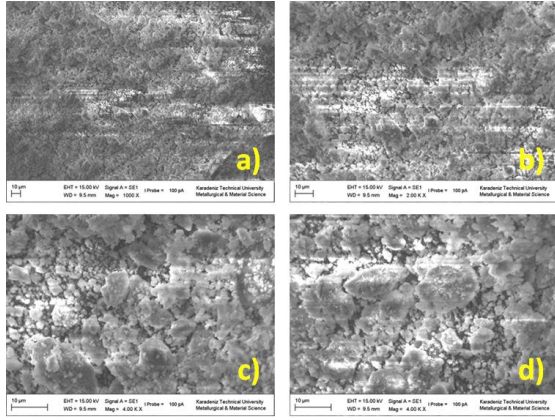 a)
10 µm EHT = 15.00 kV Signal A = SE1 I Probe = 100 pA Karadeniz Technical University
WD = 9.5 mm Mag = 1000 X Metallurgical & Material Science
b)
10 µm EHT = 15.00 kV Signal A = SE1 I Probe = 100 pA Karadeniz Technical University
WD = 9.5 mm Mag = 2.00 K X Metallurgical & Material Science
c)
10 µm EHT = 15.00 kV Signal A = SE1 I Probe = 100 pA Karadeniz Technical University
WD = 9.5 mm Mag = 4.00 K X Metallurgical & Material Science
d)
10 µm EHT = 15.00 kV Signal A = SE1 I Probe = 100 pA Karadeniz Technical University
WD = 9.5 mm Mag = 4.00 K X Metallurgical & Material Science